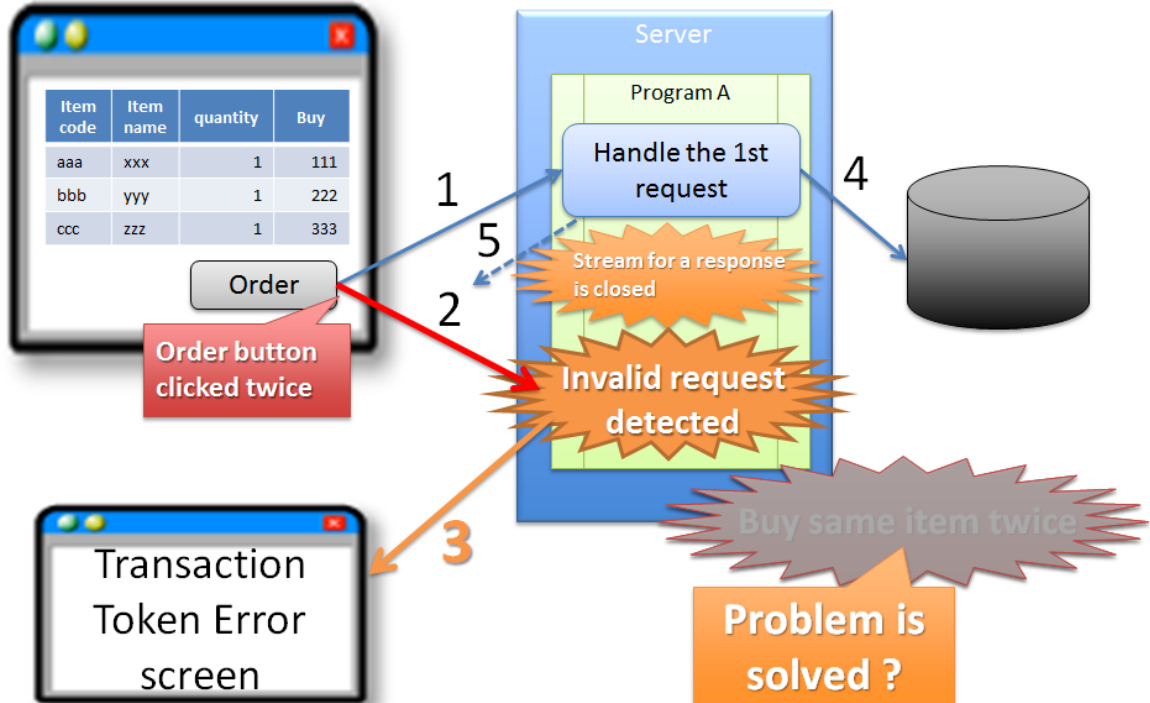 Server
Program A
Item code
Item name
quantity
Buy
aaa xxx 1 111
bbb yyy 1 222
ccc zzz 1 333
Order
Order button
clicked twice
1
2
Handle the 1st
request
4
5
Stream for a response
is closed
Invalid request
detected
3
Transaction
Token Error
screen
Buy same item twice
Problem is
solved ?